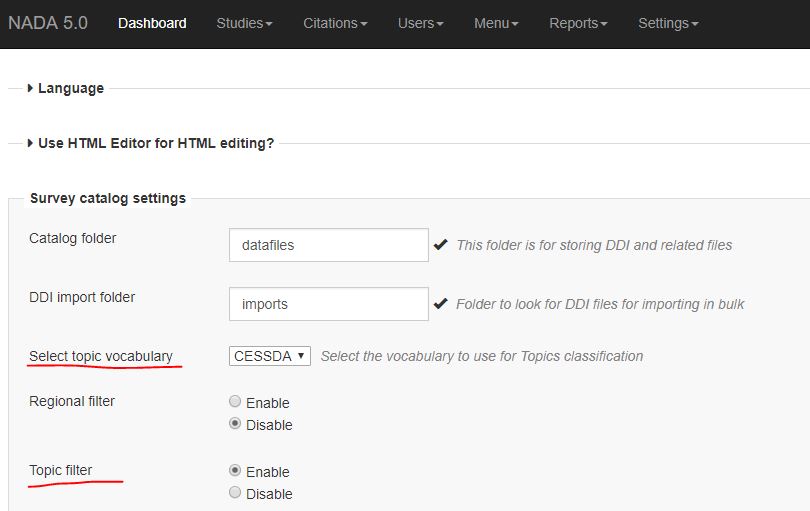 NADA 5.0 Dashboard Studies Citations Users Menu Reports Settings
Language
Use HTML Editor for HTML editing?
Survey catalog settings
Catalog folder datafiles This folder is for storing DDI and related files
DDI import folder imports Folder to look for DDI files for importing in bulk
Select topic vocabulary CESSDA Select the vocabulary to use for Topics classification
Regional filter Enable
Disable
Topic filter Enable
Disable